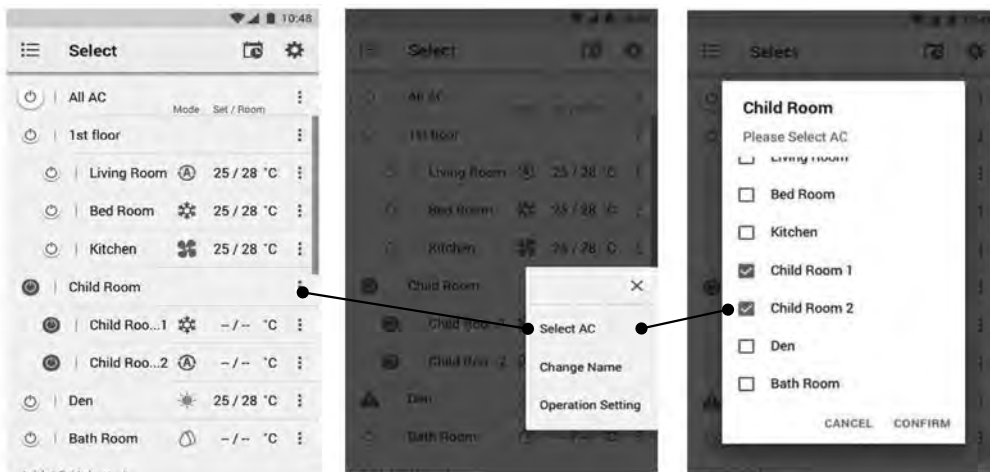 10:48
Select
All AC
Mode Set / Room
1st floor
Living Room A 25 / 28 °C
Bed Room 25 / 28 °C
Kitchen 25 / 28 °C
Child Room
Child Roo...1 -- / -- °C
Child Roo...2 A -- / -- °C
Den 25 / 28 °C
Bath Room -- / -- °C
Select
All AC
1st floor
Living Room 25 / 28 °C
Bed Room 25 / 28 °C
Kitchen 25 / 28 °C
Child Room
Den
Bath Room
Select AC
Change Name
Operation Setting
Select
Child Room
Please Select AC
Living Room
Bed Room
Kitchen
Child Room 1
Child Room 2
Den
Bath Room
CANCEL CONFIRM